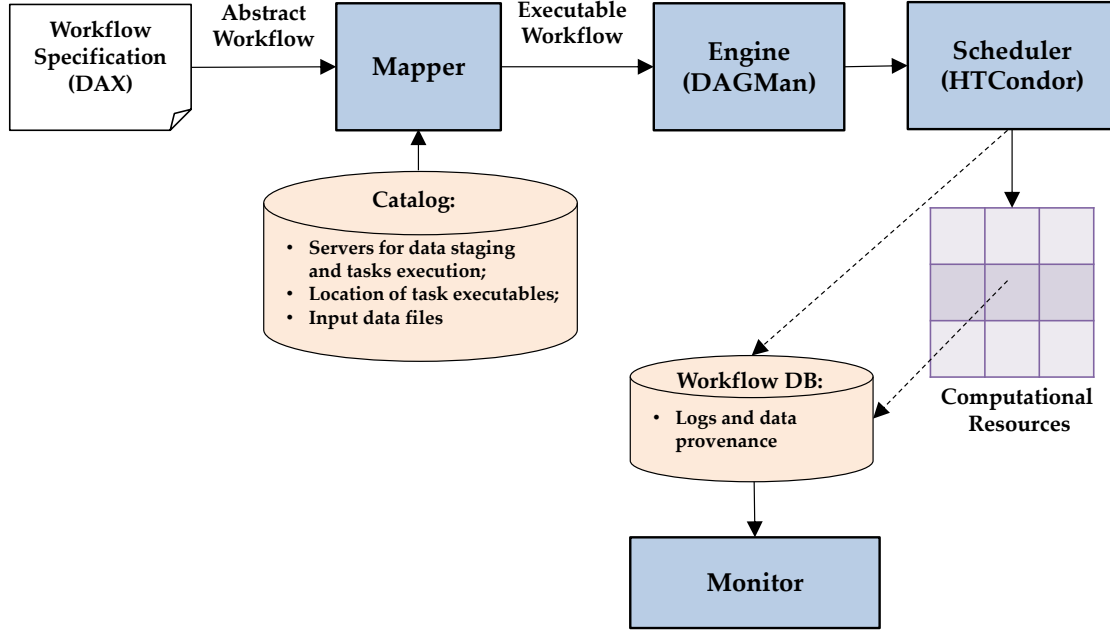 Workflow
Specification
(DAX)
Abstract
Workflow
Mapper
Executable
Workflow
Engine
(DAGMan)
Scheduler
(HTCondor)
Catalog:
• Servers for data staging
and tasks execution;
• Location of task executables;
• Input data files
Workflow DB:
• Logs and data
provenance
Computational
Resources
Monitor